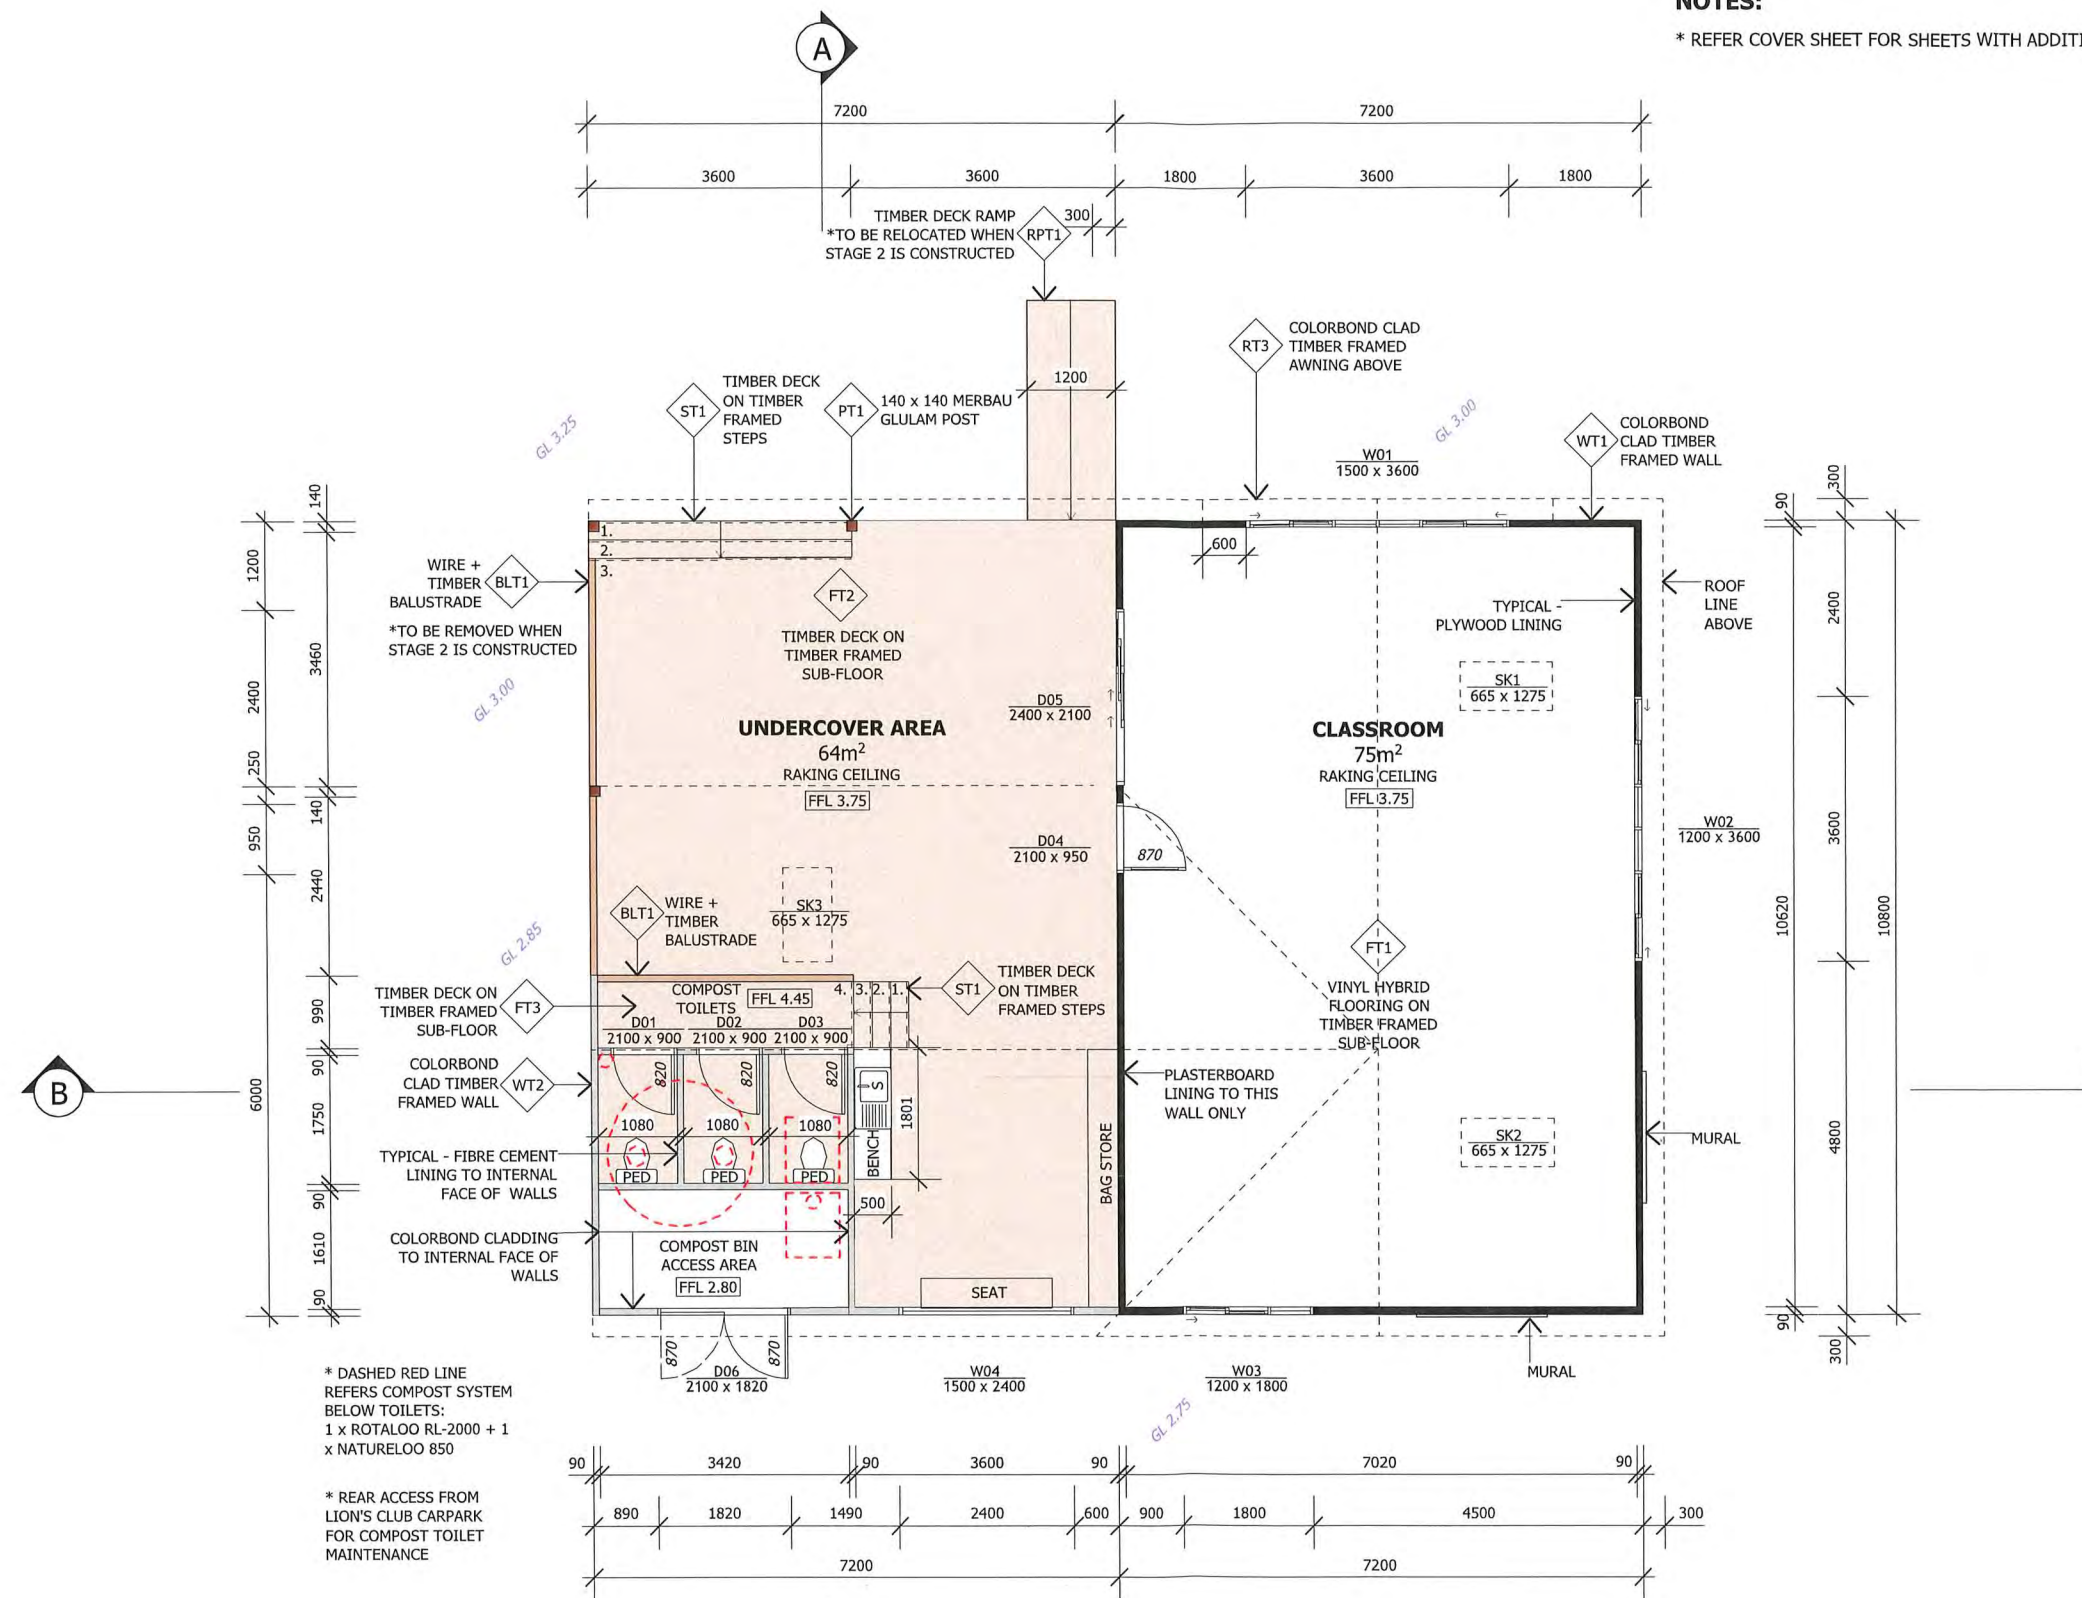 NOTES:
* REFER COVER SHEET FOR SHEETS WITH ADDITI
A
7200
7200
3600
3600
1800
3600
1800
TIMBER DECK RAMP
*TO BE RELOCATED WHEN
STAGE 2 IS CONSTRUCTED
RPT1
300
RT3
COLORBOND CLAD
TIMBER FRAMED
AWNING ABOVE
1200
ST1
TIMBER DECK
ON TIMBER
FRAMED
STEPS
PT1
140 x 140 MERBAU
GLULAM POST
GL 3.25
GL 3.00
W01
1500 x 3600
WT1
COLORBOND
CLAD TIMBER
FRAMED WALL
140
1200
3460
2400
250
140
950
2440
990
90
6000
1750
90
1610
90
300
90
2400
3600
10620
10800
4800
90
300
1.
2.
3.
600
WIRE +
TIMBER
BALUSTRADE
BLT1
*TO BE REMOVED WHEN
STAGE 2 IS CONSTRUCTED
FT2
TIMBER DECK ON
TIMBER FRAMED
SUB-FLOOR
TYPICAL -
PLYWOOD LINING
ROOF
LINE
ABOVE
GL 3.00
SK1
665 x 1275
D05
2400 x 2100
UNDERCOVER AREA
64m²
RAKING CEILING
FFL 3.75
CLASSROOM
75m²
RAKING CEILING
FFL 3.75
W02
1200 x 3600
D04
2100 x 950
870
SK3
665 x 1275
BLT1
WIRE +
TIMBER
BALUSTRADE
GL 2.85
FT1
VINYL HYBRID
FLOORING ON
TIMBER FRAMED
SUB-FLOOR
TIMBER DECK ON
TIMBER FRAMED
SUB-FLOOR
FT3
COMPOST
TOILETS
FFL 4.45
4. 3. 2. 1.
ST1
TIMBER DECK
ON TIMBER
FRAMED STEPS
D01
2100 x 900
D02
2100 x 900
D03
2100 x 900
B
COLORBOND
CLAD TIMBER
FRAMED WALL
WT2
820
820
820
S
1801
PLASTERBOARD
LINING TO THIS
WALL ONLY
1080
1080
1080
BENCH
BAG STORE
SK2
665 x 1275
MURAL
TYPICAL - FIBRE CEMENT
LINING TO INTERNAL
FACE OF WALLS
PED
PED
PED
500
COLORBOND CLADDING
TO INTERNAL FACE OF
WALLS
COMPOST BIN
ACCESS AREA
FFL 2.80
SEAT
870
870
D06
2100 x 1820
W04
1500 x 2400
W03
1200 x 1800
MURAL
GL 2.75
* DASHED RED LINE
REFERS COMPOST SYSTEM
BELOW TOILETS:
1 x ROTALOO RL-2000 + 1
x NATURELOO 850
* REAR ACCESS FROM
LION'S CLUB CARPARK
FOR COMPOST TOILET
MAINTENANCE
90
3420
90
3600
90
7020
90
890
1820
1490
2400
600
900
1800
4500
300
7200
7200